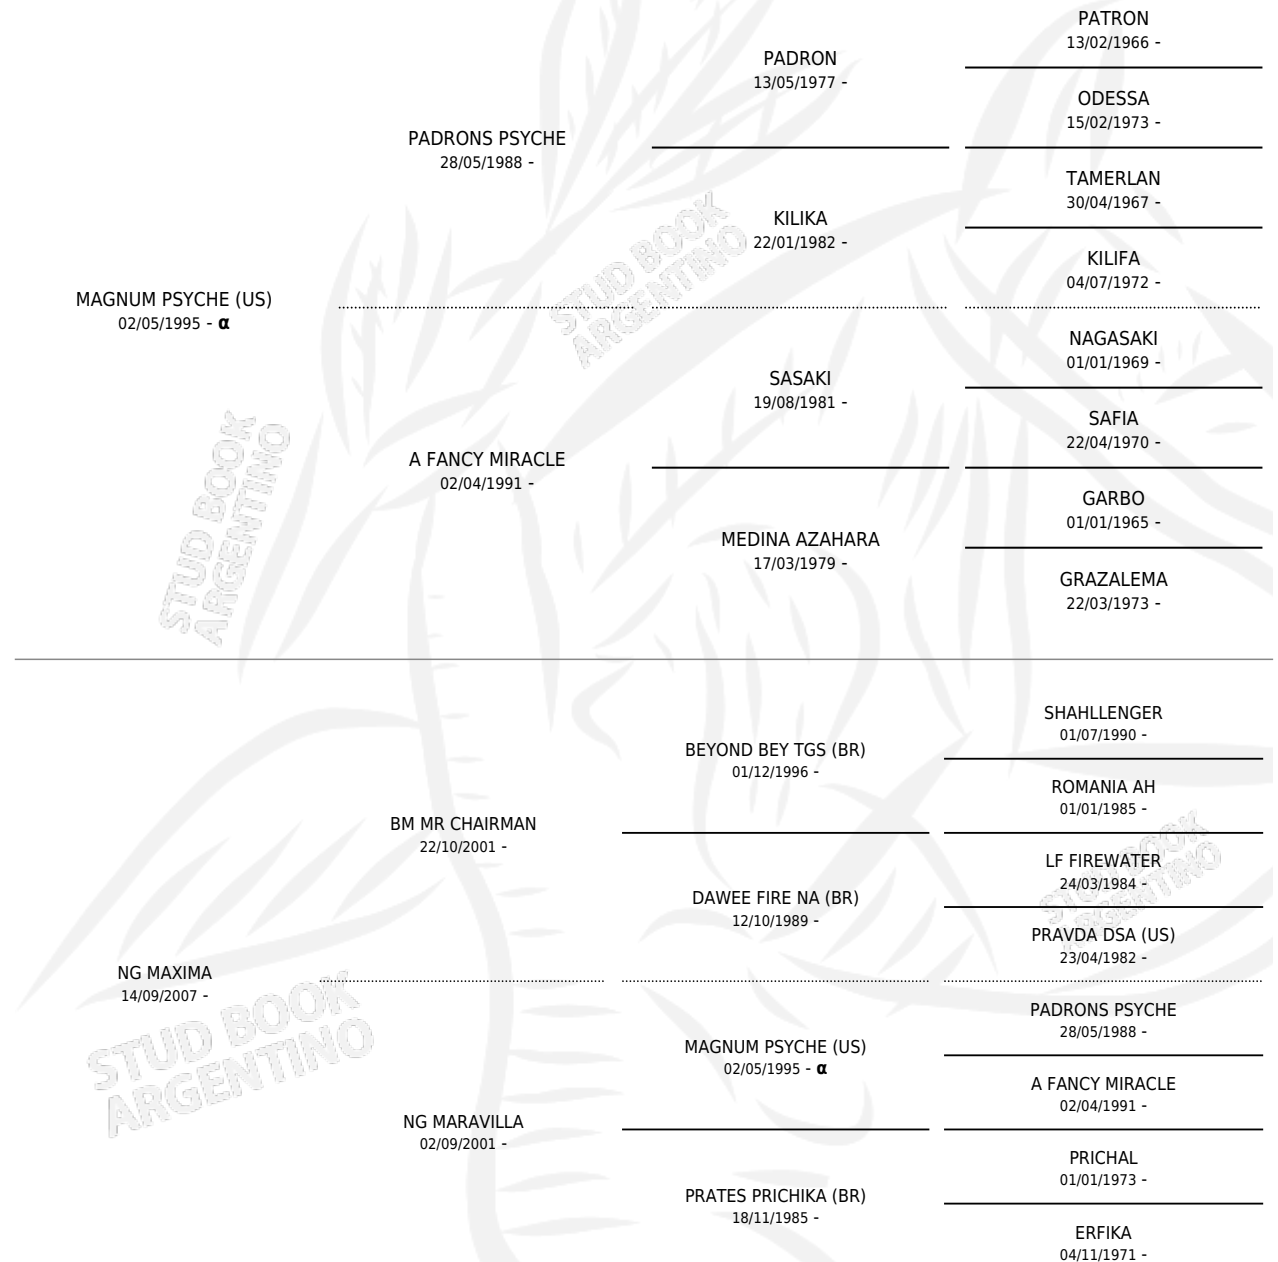 PATRON
13/02/1966 -
PADRON
13/05/1977 -
ODESSA
15/02/1973 -
PADRONS PSYCHE
28/05/1988 -
TAMERLAN
30/04/1967 -
KILIKA
22/01/1982 -
KILIFA
04/07/1972 -
MAGNUM PSYCHE (US)
02/05/1995 - α
NAGASAKI
01/01/1969 -
SASAKI
19/08/1981 -
SAFIA
22/04/1970 -
A FANCY MIRACLE
02/04/1991 -
GARBO
01/01/1965 -
MEDINA AZAHARA
17/03/1979 -
GRAZALEMA
22/03/1973 -
SHAHLLENGER
01/07/1990 -
BEYOND BEY TGS (BR)
01/12/1996 -
ROMANIA AH
01/01/1985 -
BM MR CHAIRMAN
22/10/2001 -
LF FIREWATER
24/03/1984 -
DAWEE FIRE NA (BR)
12/10/1989 -
PRAVDA DSA (US)
23/04/1982 -
NG MAXIMA
14/09/2007 -
PADRONS PSYCHE
28/05/1988 -
MAGNUM PSYCHE (US)
02/05/1995 - α
A FANCY MIRACLE
02/04/1991 -
NG MARAVILLA
02/09/2001 -
PRICHAL
01/01/1973 -
PRATES PRICHIKA (BR)
18/11/1985 -
ERFIKA
04/11/1971 -
STUD BOOK
ARGENTINO
STUD BOOK
ARGENTINO
STUD BOOK
ARGENTINO
STUD BOOK
ARGENTINO